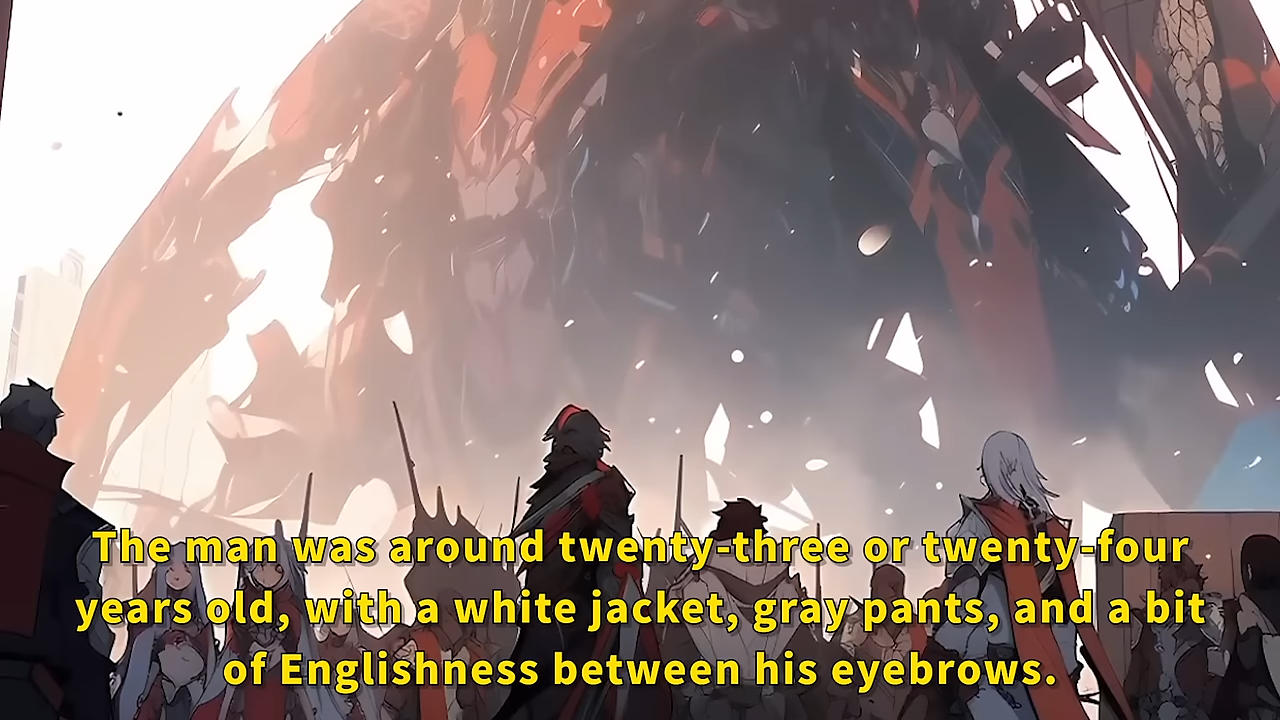 The man was around twenty-three or twenty-four
years old, with a white jacket, gray pants, and a bit
of Englishness between his eyebrows.